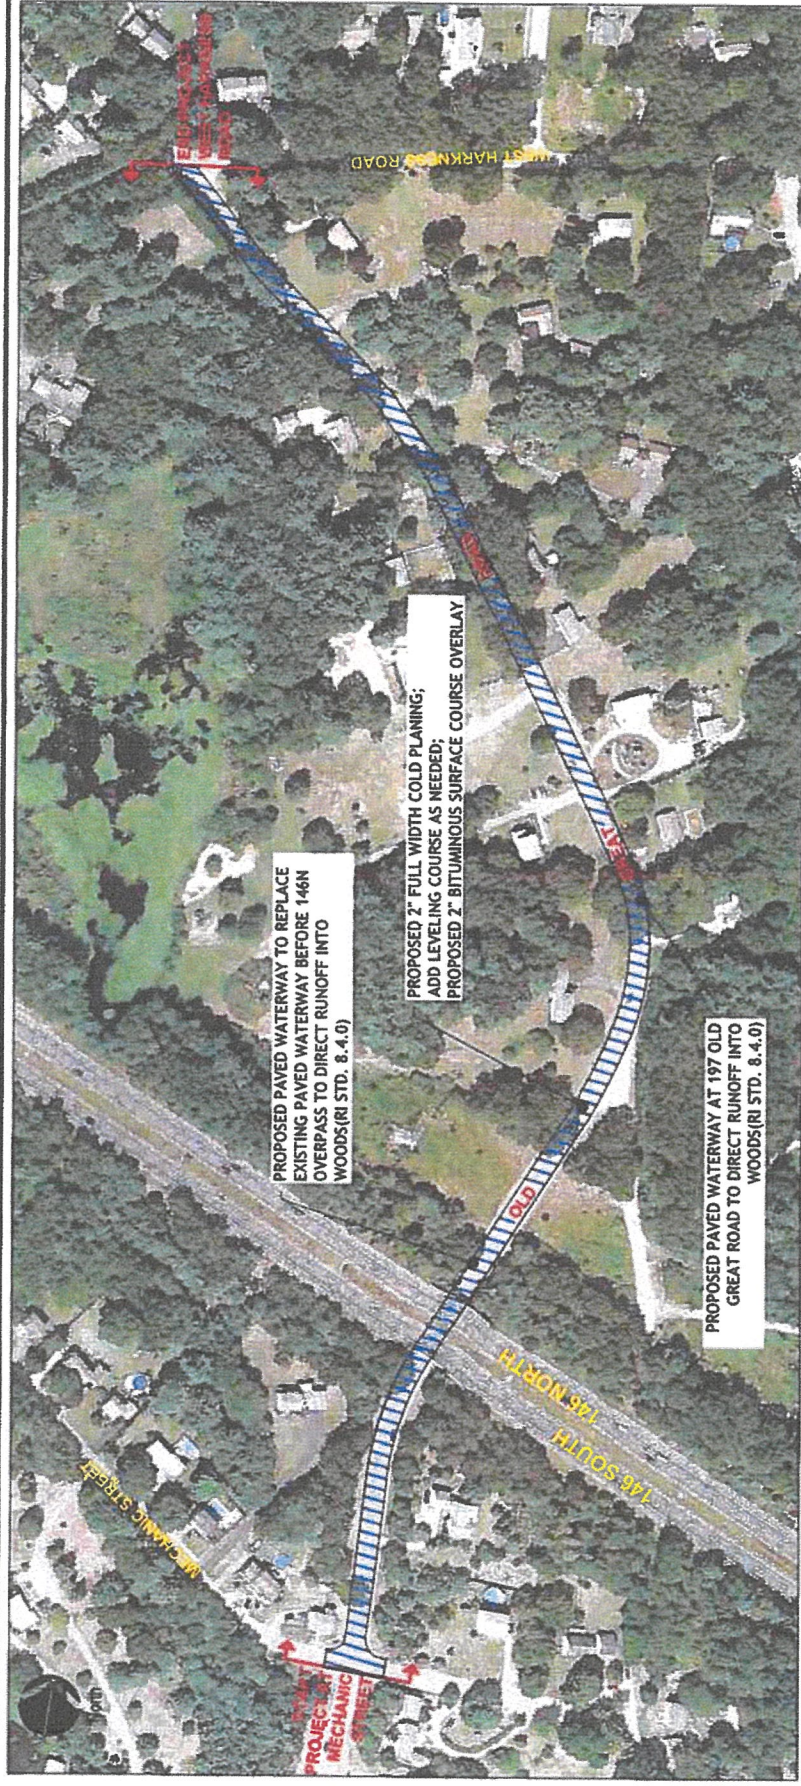 END PROJECT
WEST HARKNESS
ROAD
WEST HARKNESS ROAD
PROPOSED 2" FULL WIDTH COLD PLANING;
ADD LEVELING COURSE AS NEEDED;
PROPOSED 2" BITUMINOUS SURFACE COURSE OVERLAY
PROPOSED PAVED WATERWAY TO REPLACE
EXISTING PAVED WATERWAY BEFORE 146N
OVERPASS TO DIRECT RUNOFF INTO
WOODS(RI STD. 8.4.0)
PROPOSED PAVED WATERWAY AT 197 OLD
GREAT ROAD TO DIRECT RUNOFF INTO
WOODS(RI STD. 8.4.0)
OLD
GREAT
ROAD
146 NORTH
146 SOUTH
MECHANIC STREET
START
PROJECT AT
MECHANIC
STREET